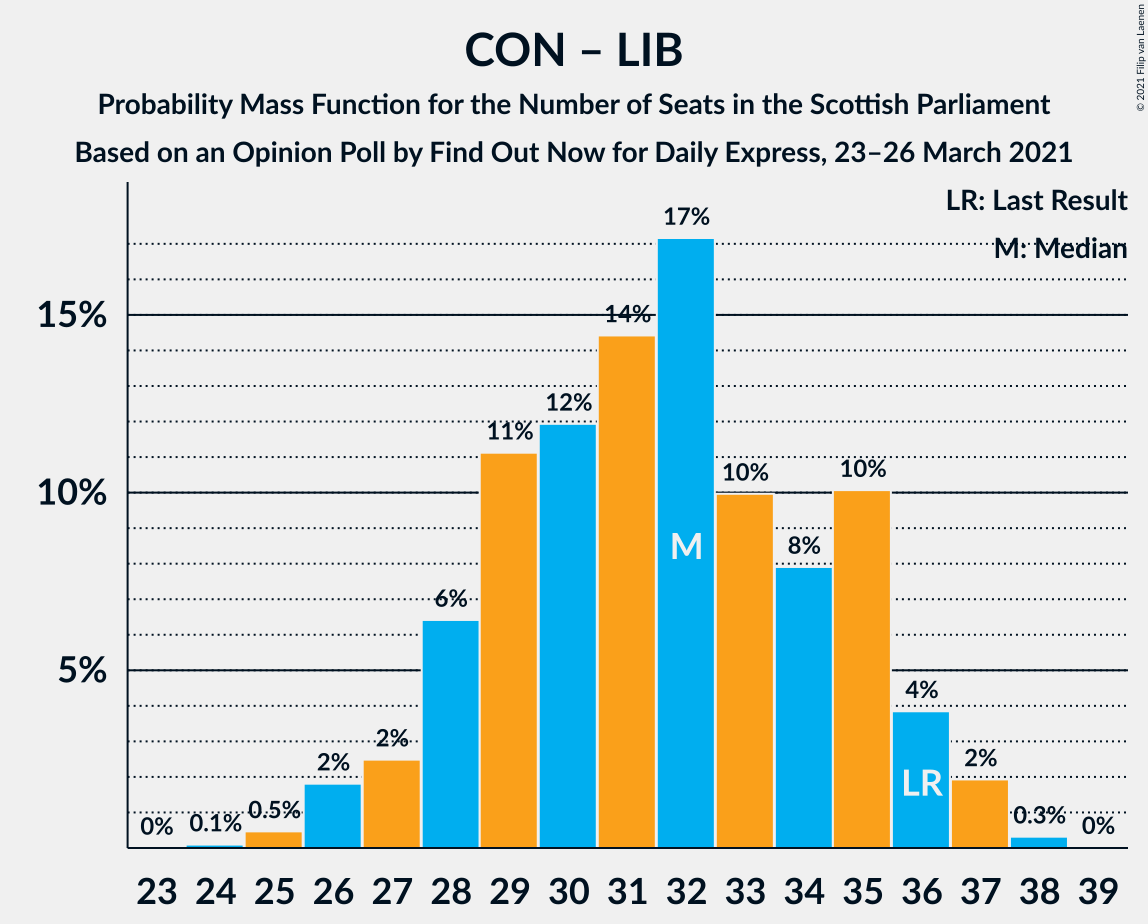 CON – LIB
Probability Mass Function for the Number of Seats in the Scottish Parliament
Based on an Opinion Poll by Find Out Now for Daily Express, 23–26 March 2021
© 2021 Filip van Laenen
LR: Last Result
M: Median
15%
10%
5%
0%
0.1%
0.5%
2%
2%
6%
11%
12%
14%
17%
10%
8%
10%
4%
2%
0.3%
0%
M
LR
23 24 25 26 27 28 29 30 31 32 33 34 35 36 37 38 39